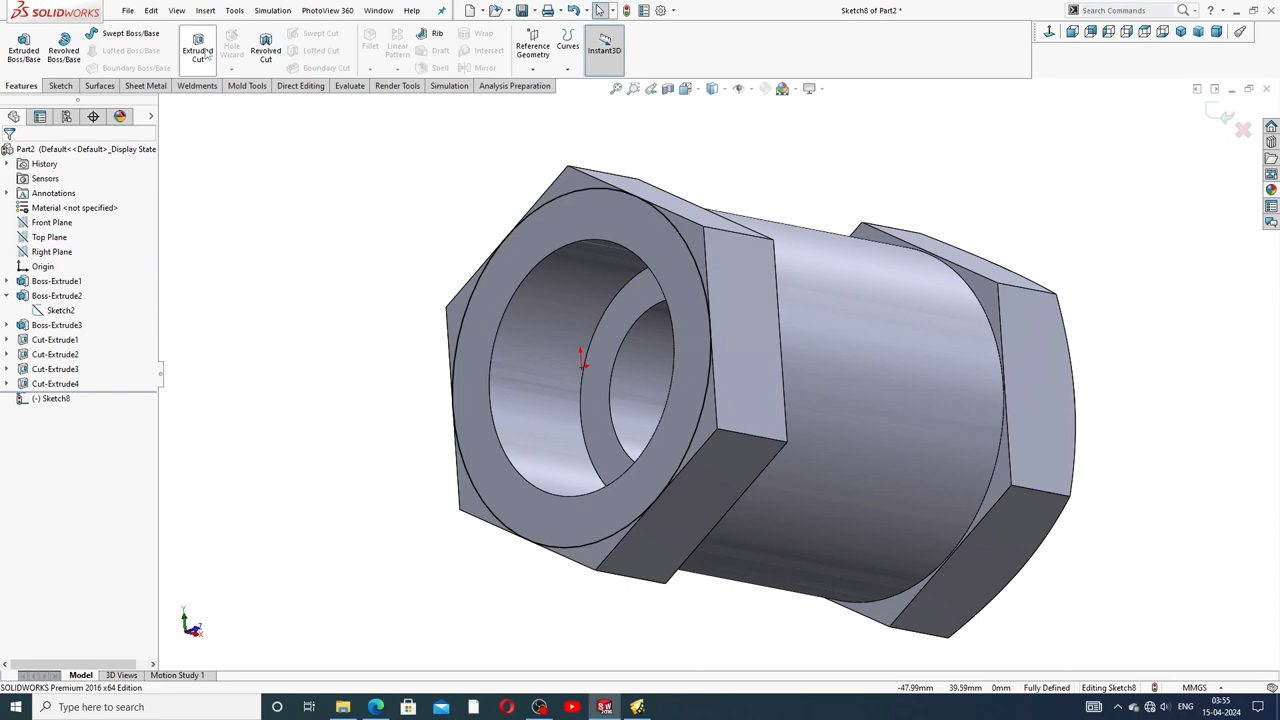 SOLIDWORKS File Edit View Insert Tools Simulation PhotoView 360 Window Help Sketch8 of Part2 * Search Commands
Extruded Boss/Base Revolved Boss/Base Swept Boss/Base Lofted Boss/Base Boundary Boss/Base Extruded Cut Hole Wizard Revolved Cut Swept Cut Lofted Cut Boundary Cut Fillet Linear Pattern Rib Draft Shell Wrap Intersect Mirror Reference Geometry Curves Instant3D
Features Sketch Surfaces Sheet Metal Weldments Mold Tools Direct Editing Evaluate Render Tools Simulation Analysis Preparation
Part2 (Default<<Default>_Display State
History
Sensors
Annotations
Material <not specified>
Front Plane
Top Plane
Right Plane
Origin
Boss-Extrude1
Boss-Extrude2
Sketch2
Boss-Extrude3
Cut-Extrude1
Cut-Extrude2
Cut-Extrude3
Cut-Extrude4
(-) Sketch8
Y
Z
X
Model 3D Views Motion Study 1
SOLIDWORKS Premium 2016 x64 Edition -47.99mm 39.59mm 0mm Fully Defined Editing Sketch8 MMGS
Type here to search ENG 03:55
15-04-2024